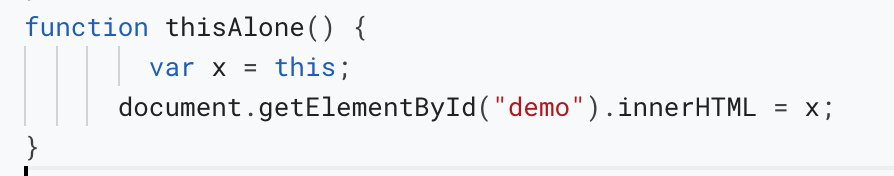 function thisAlone() {
var x = this;
document.getElementById("demo").innerHTML = x;
}